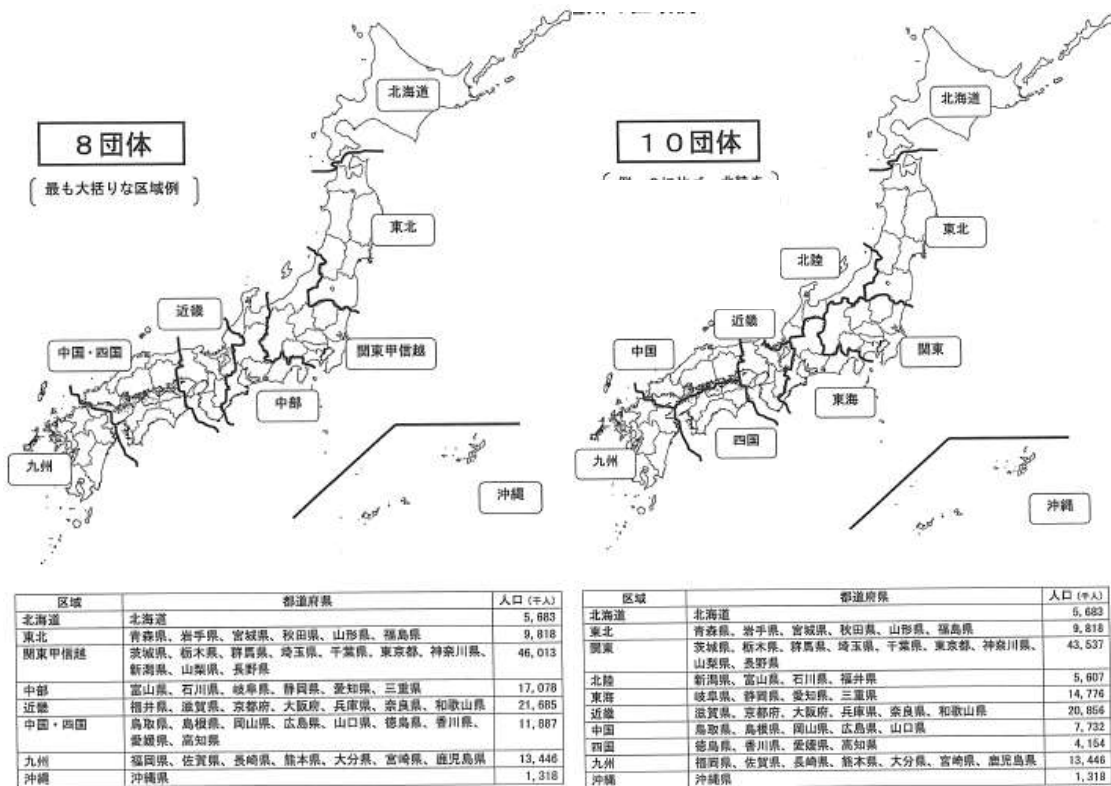 8団体
最も大括りな区域例
北海道
東北
近畿
中国・四国
関東甲信越
中部
九州
沖縄
区域 都道府県 人口(千人)
北海道 北海道 5,683
東北 青森県、岩手県、宮城県、秋田県、山形県、福島県 9,818
関東甲信越 茨城県、栃木県、群馬県、埼玉県、千葉県、東京都、神奈川県、 46,013
新潟県、山梨県、長野県
中部 富山県、石川県、岐阜県、静岡県、愛知県、三重県 17,078
近畿 福井県、滋賀県、京都府、大阪府、兵庫県、奈良県、和歌山県 21,685
中国・四国 鳥取県、島根県、岡山県、広島県、山口県、徳島県、香川県、 11,887
愛媛県、高知県
九州 福岡県、佐賀県、長崎県、熊本県、大分県、宮崎県、鹿児島県 13,446
沖縄 沖縄県 1,318
10団体
北海道
東北
北陸
近畿
中国
関東
東海
四国
九州
沖縄
区域 都道府県 人口(千人)
北海道 北海道 5,683
東北 青森県、岩手県、宮城県、秋田県、山形県、福島県 9,818
関東 茨城県、栃木県、群馬県、埼玉県、千葉県、東京都、神奈川県、 43,537
山梨県、長野県
北陸 新潟県、富山県、石川県、福井県 5,607
東海 岐阜県、静岡県、愛知県、三重県 14,776
近畿 滋賀県、京都府、大阪府、兵庫県、奈良県、和歌山県 20,856
中国 鳥取県、島根県、岡山県、広島県、山口県 7,732
四国 徳島県、香川県、愛媛県、高知県 4,154
九州 福岡県、佐賀県、長崎県、熊本県、大分県、宮崎県、鹿児島県 13,446
沖縄 沖縄県 1,318